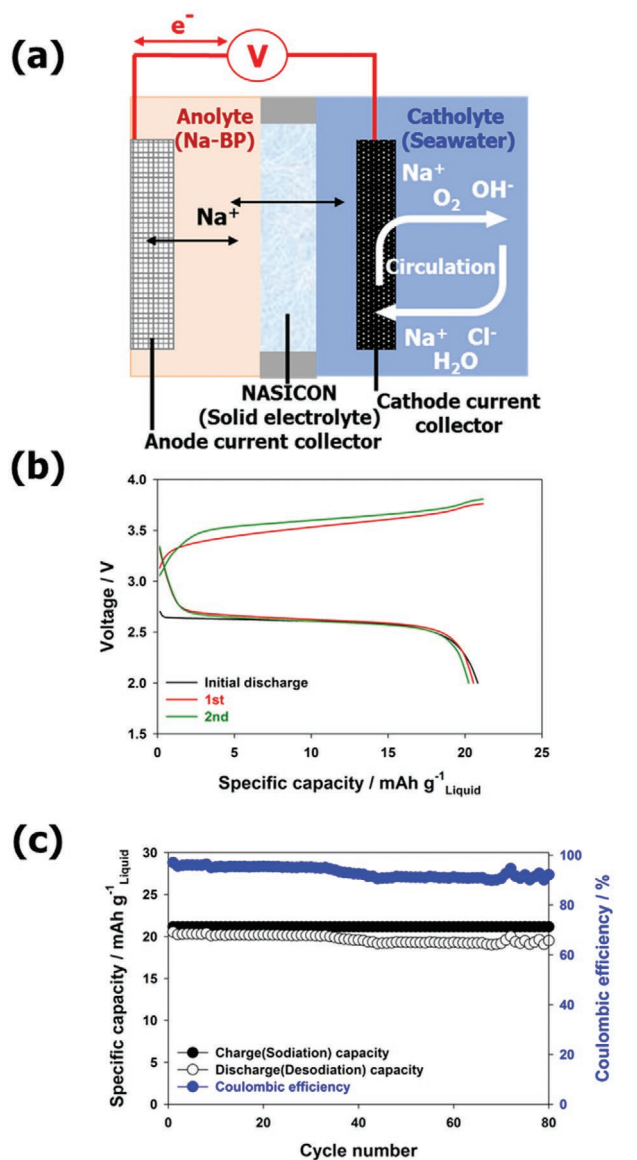 (a)
e⁻
V
Anolyte
(Na-BP)
Catholyte
(Seawater)
Na⁺
Na⁺
O₂ OH⁻
Circulation
Na⁺ Cl⁻
H₂O
NASICON
(Solid electrolyte)
Anode current collector
Cathode current
collector
(b)
Voltage / V
4.0
3.5
3.0
2.5
2.0
1.5
Initial discharge
1st
2nd
0 5 10 15 20 25
Specific capacity / mAh g⁻¹ Liquid
(c)
Specific capacity / mAh g⁻¹ Liquid
30
25
20
15
10
5
0
Charge(Sodiation) capacity
Discharge(Desodiation) capacity
Coulombic efficiency
100
80
60
40
20
0
Coulombic efficiency / %
0 20 40 60 80
Cycle number